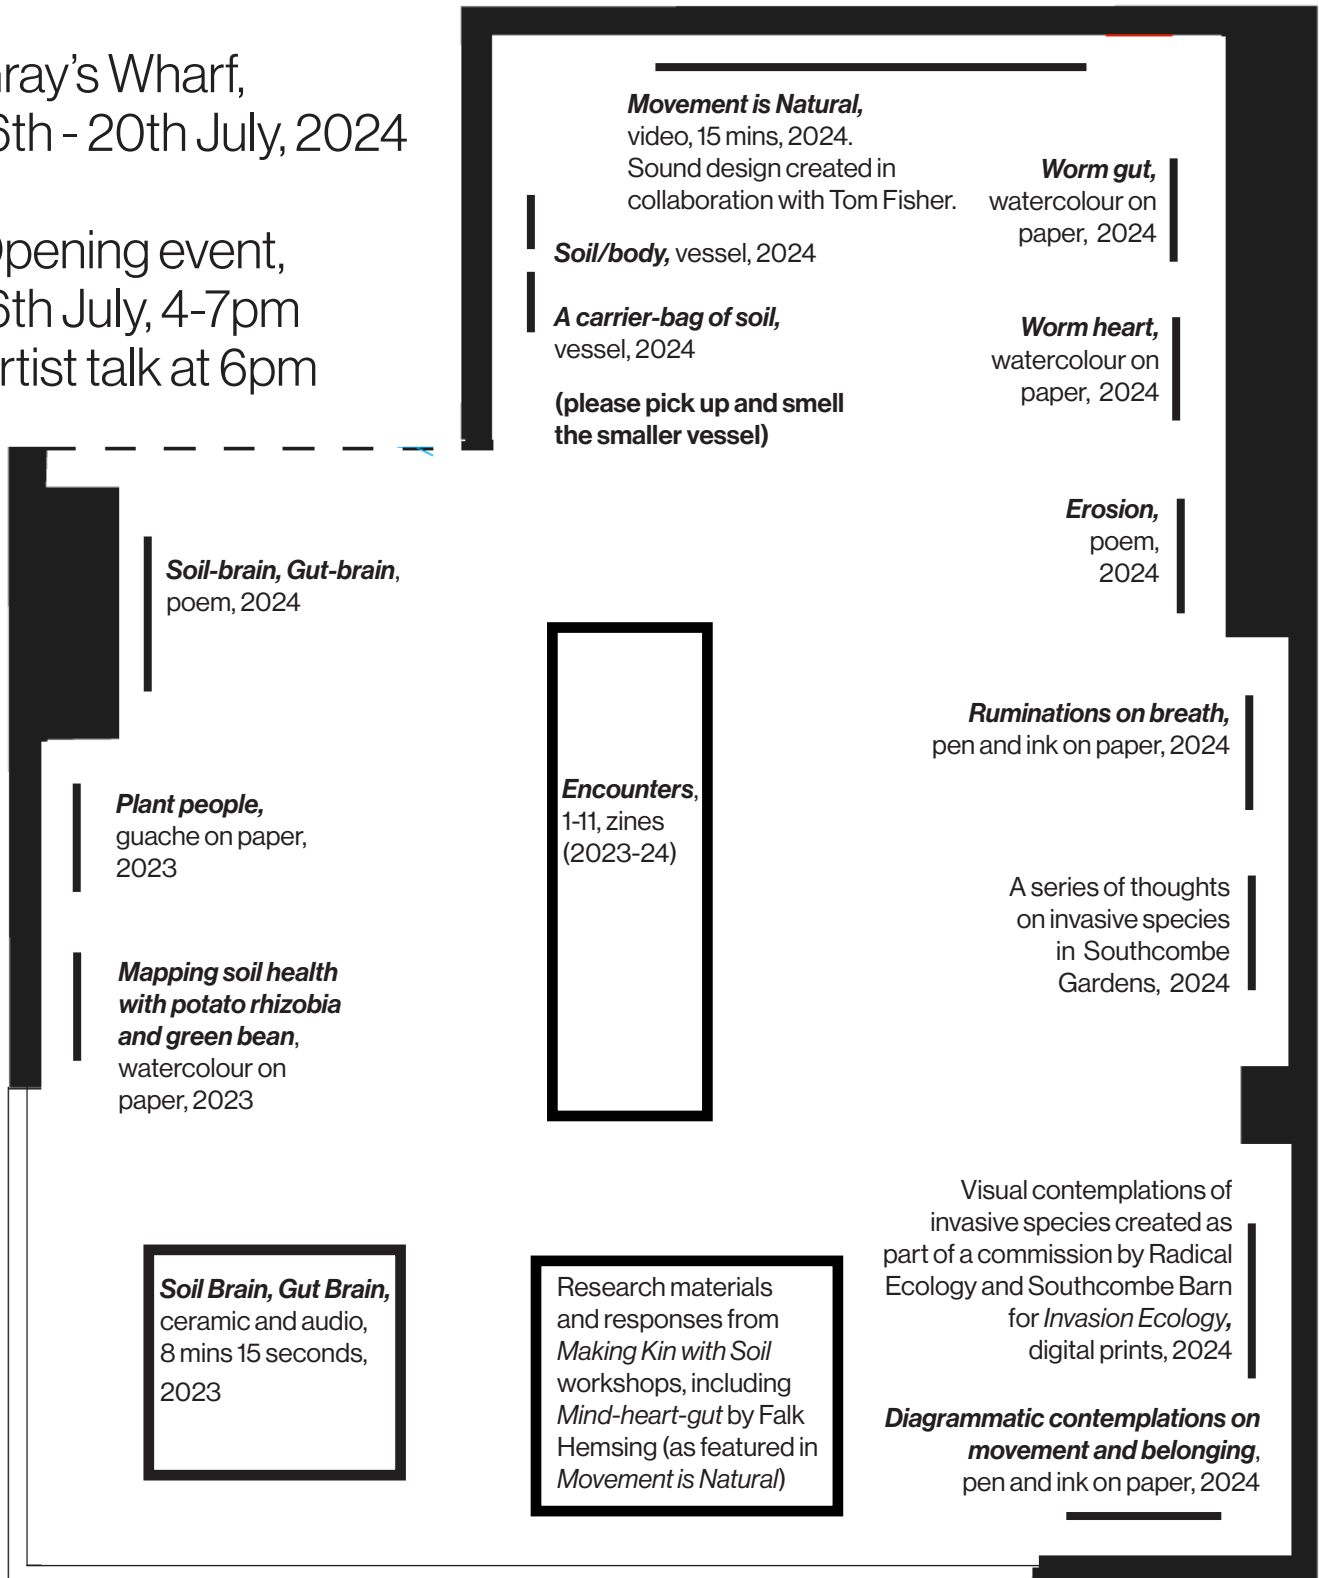 ray's Wharf,
6th - 20th July, 2024
pening event,
6th July, 4-7pm
rtist talk at 6pm
Movement is Natural,
video, 15 mins, 2024.
Sound design created in
collaboration with Tom Fisher.
Worm gut,
watercolour on
paper, 2024
Soil/body, vessel, 2024
A carrier-bag of soil,
vessel, 2024
(please pick up and smell
the smaller vessel)
Worm heart,
watercolour on
paper, 2024
Erosion,
poem,
2024
Soil-brain, Gut-brain,
poem, 2024
Ruminations on breath,
pen and ink on paper, 2024
Plant people,
guache on paper,
2023
Encounters,
1-11, zines
(2023-24)
A series of thoughts
on invasive species
in Southcombe
Gardens, 2024
Mapping soil health
with potato rhizobia
and green bean,
watercolour on
paper, 2023
Visual contemplations of
invasive species created as
part of a commission by Radical
Ecology and Southcombe Barn
for Invasion Ecology,
digital prints, 2024
Soil Brain, Gut Brain,
ceramic and audio,
8 mins 15 seconds,
2023
Research materials
and responses from
Making Kin with Soil
workshops, including
Mind-heart-gut by Falk
Hemsing (as featured in
Movement is Natural)
Diagrammatic contemplations on
movement and belonging,
pen and ink on paper, 2024